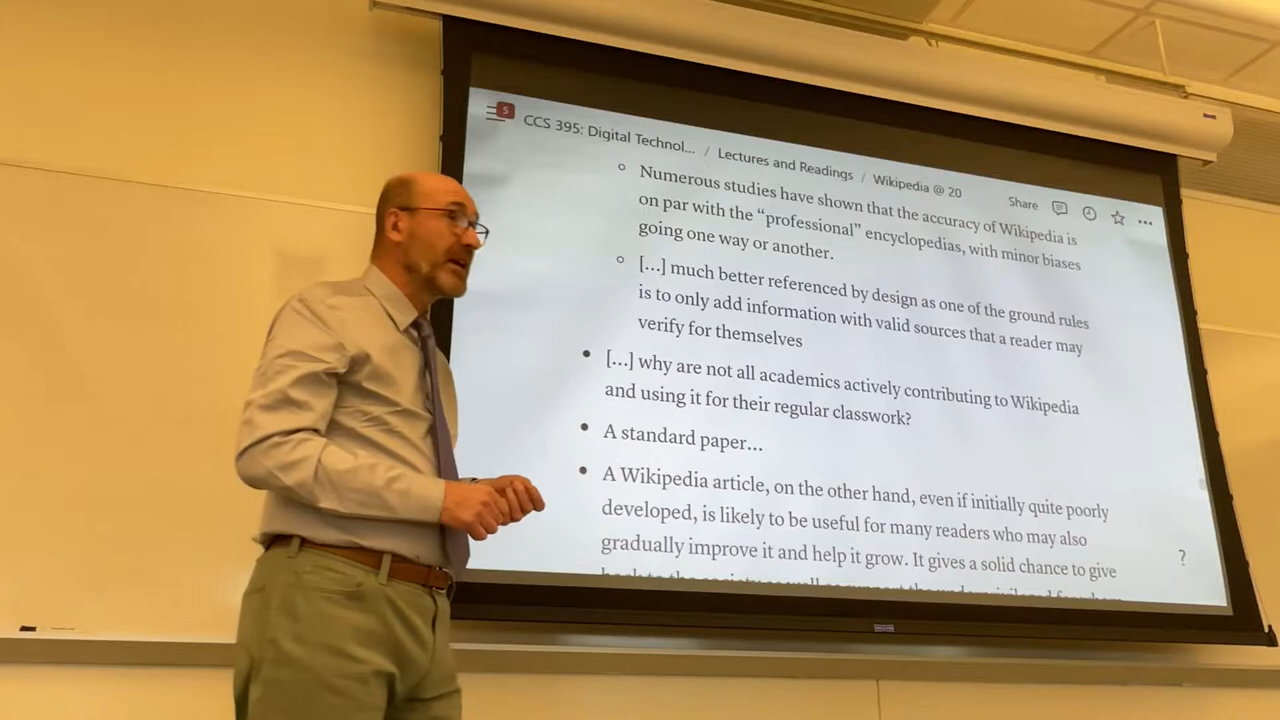 5
CCS 395: Digital Technol... / Lectures and Readings / Wikipedia @ 20
Share
Numerous studies have shown that the accuracy of Wikipedia is
on par with the “professional” encyclopedias, with minor biases
going one way or another.
[...] much better referenced by design as one of the ground rules
is to only add information with valid sources that a reader may
verify for themselves
[...] why are not all academics actively contributing to Wikipedia
and using it for their regular classwork?
A standard paper...
A Wikipedia article, on the other hand, even if initially quite poorly
developed, is likely to be useful for many readers who may also
gradually improve it and help it grow. It gives a solid chance to give
?